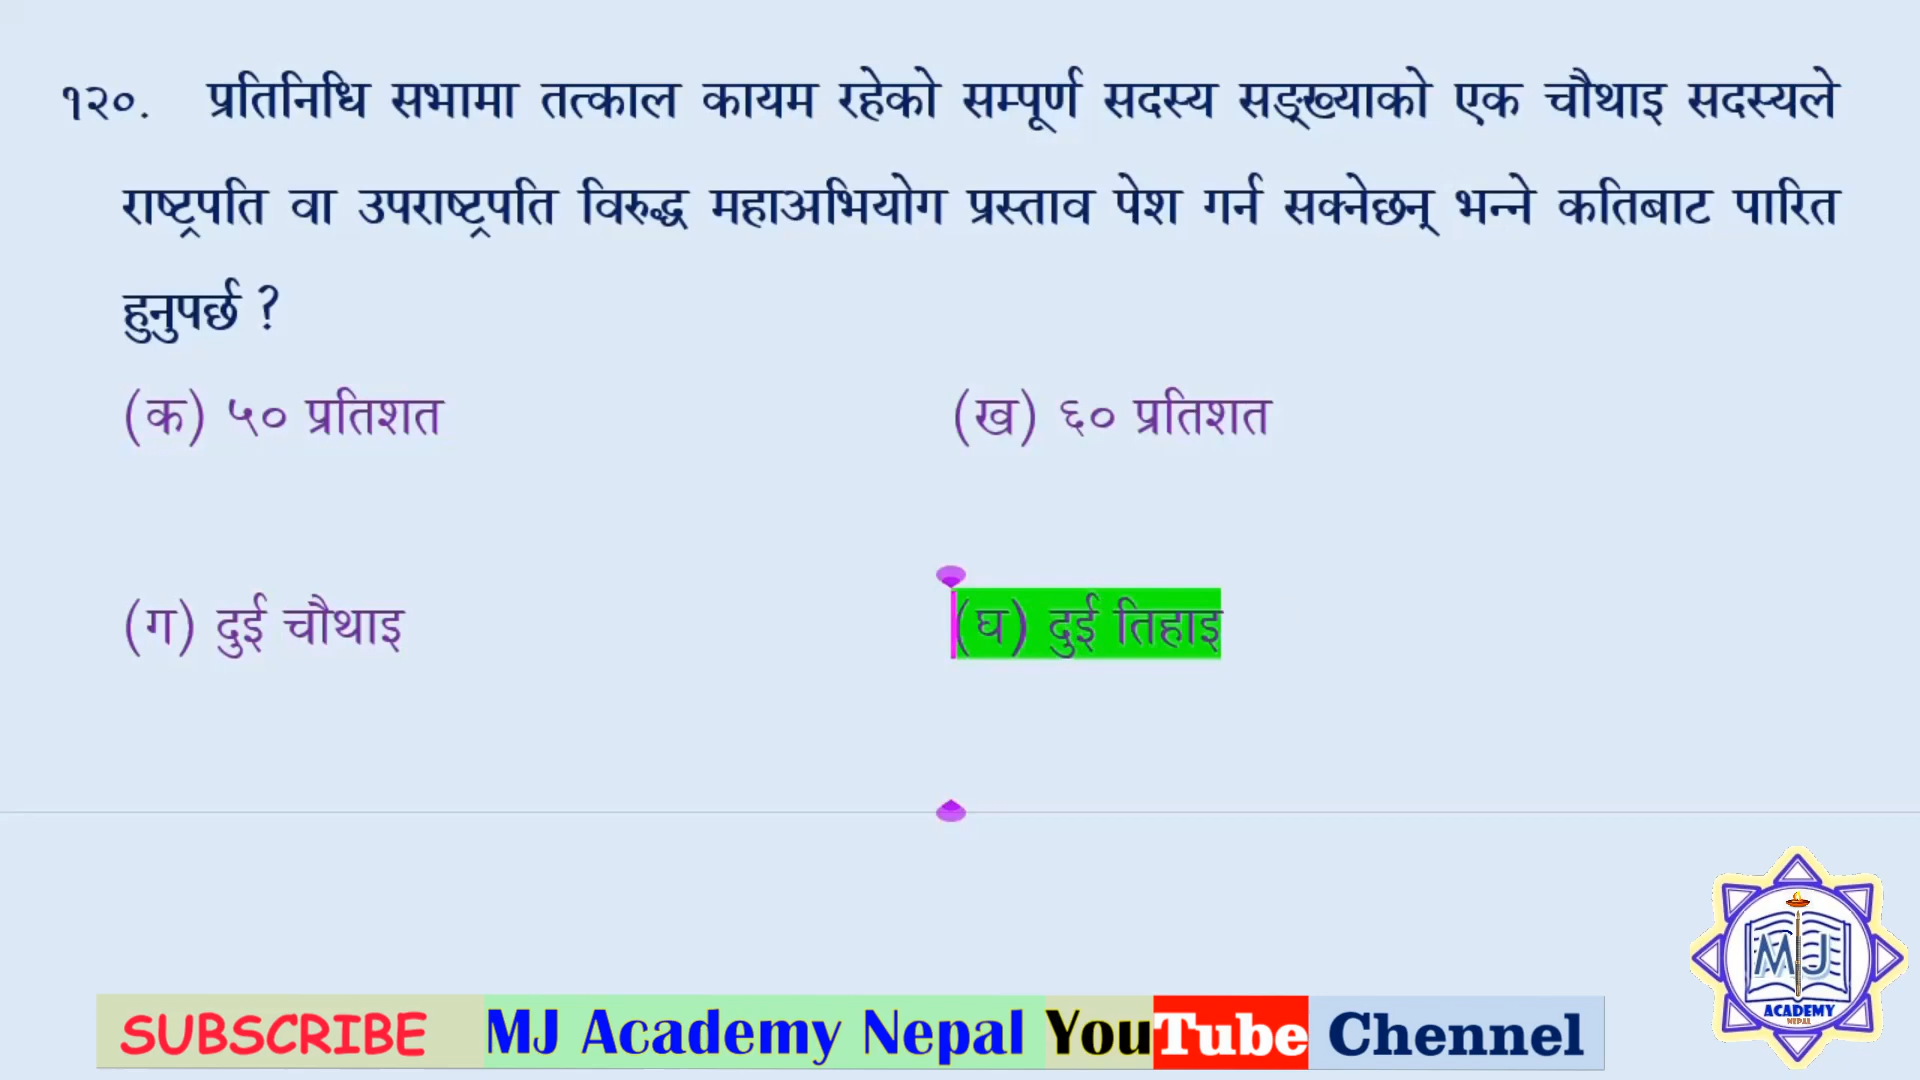 १२०. प्रतिनिधि सभामा तत्काल कायम रहेको सम्पूर्ण सदस्य सङ्ख्याको एक चौथाइ सदस्यले
राष्ट्रपति वा उपराष्ट्रपति विरुद्ध महाअभियोग प्रस्ताव पेश गर्न सक्नेछन् भन्ने कतिबाट पारित
हुनुपर्छ ?
(क) ५० प्रतिशत (ख) ६० प्रतिशत
(ग) दुई चौथाइ (घ) दुई तिहाइ
MJ
ACADEMY
NEPAL
SUBSCRIBE MJ Academy Nepal YouTube Chennel